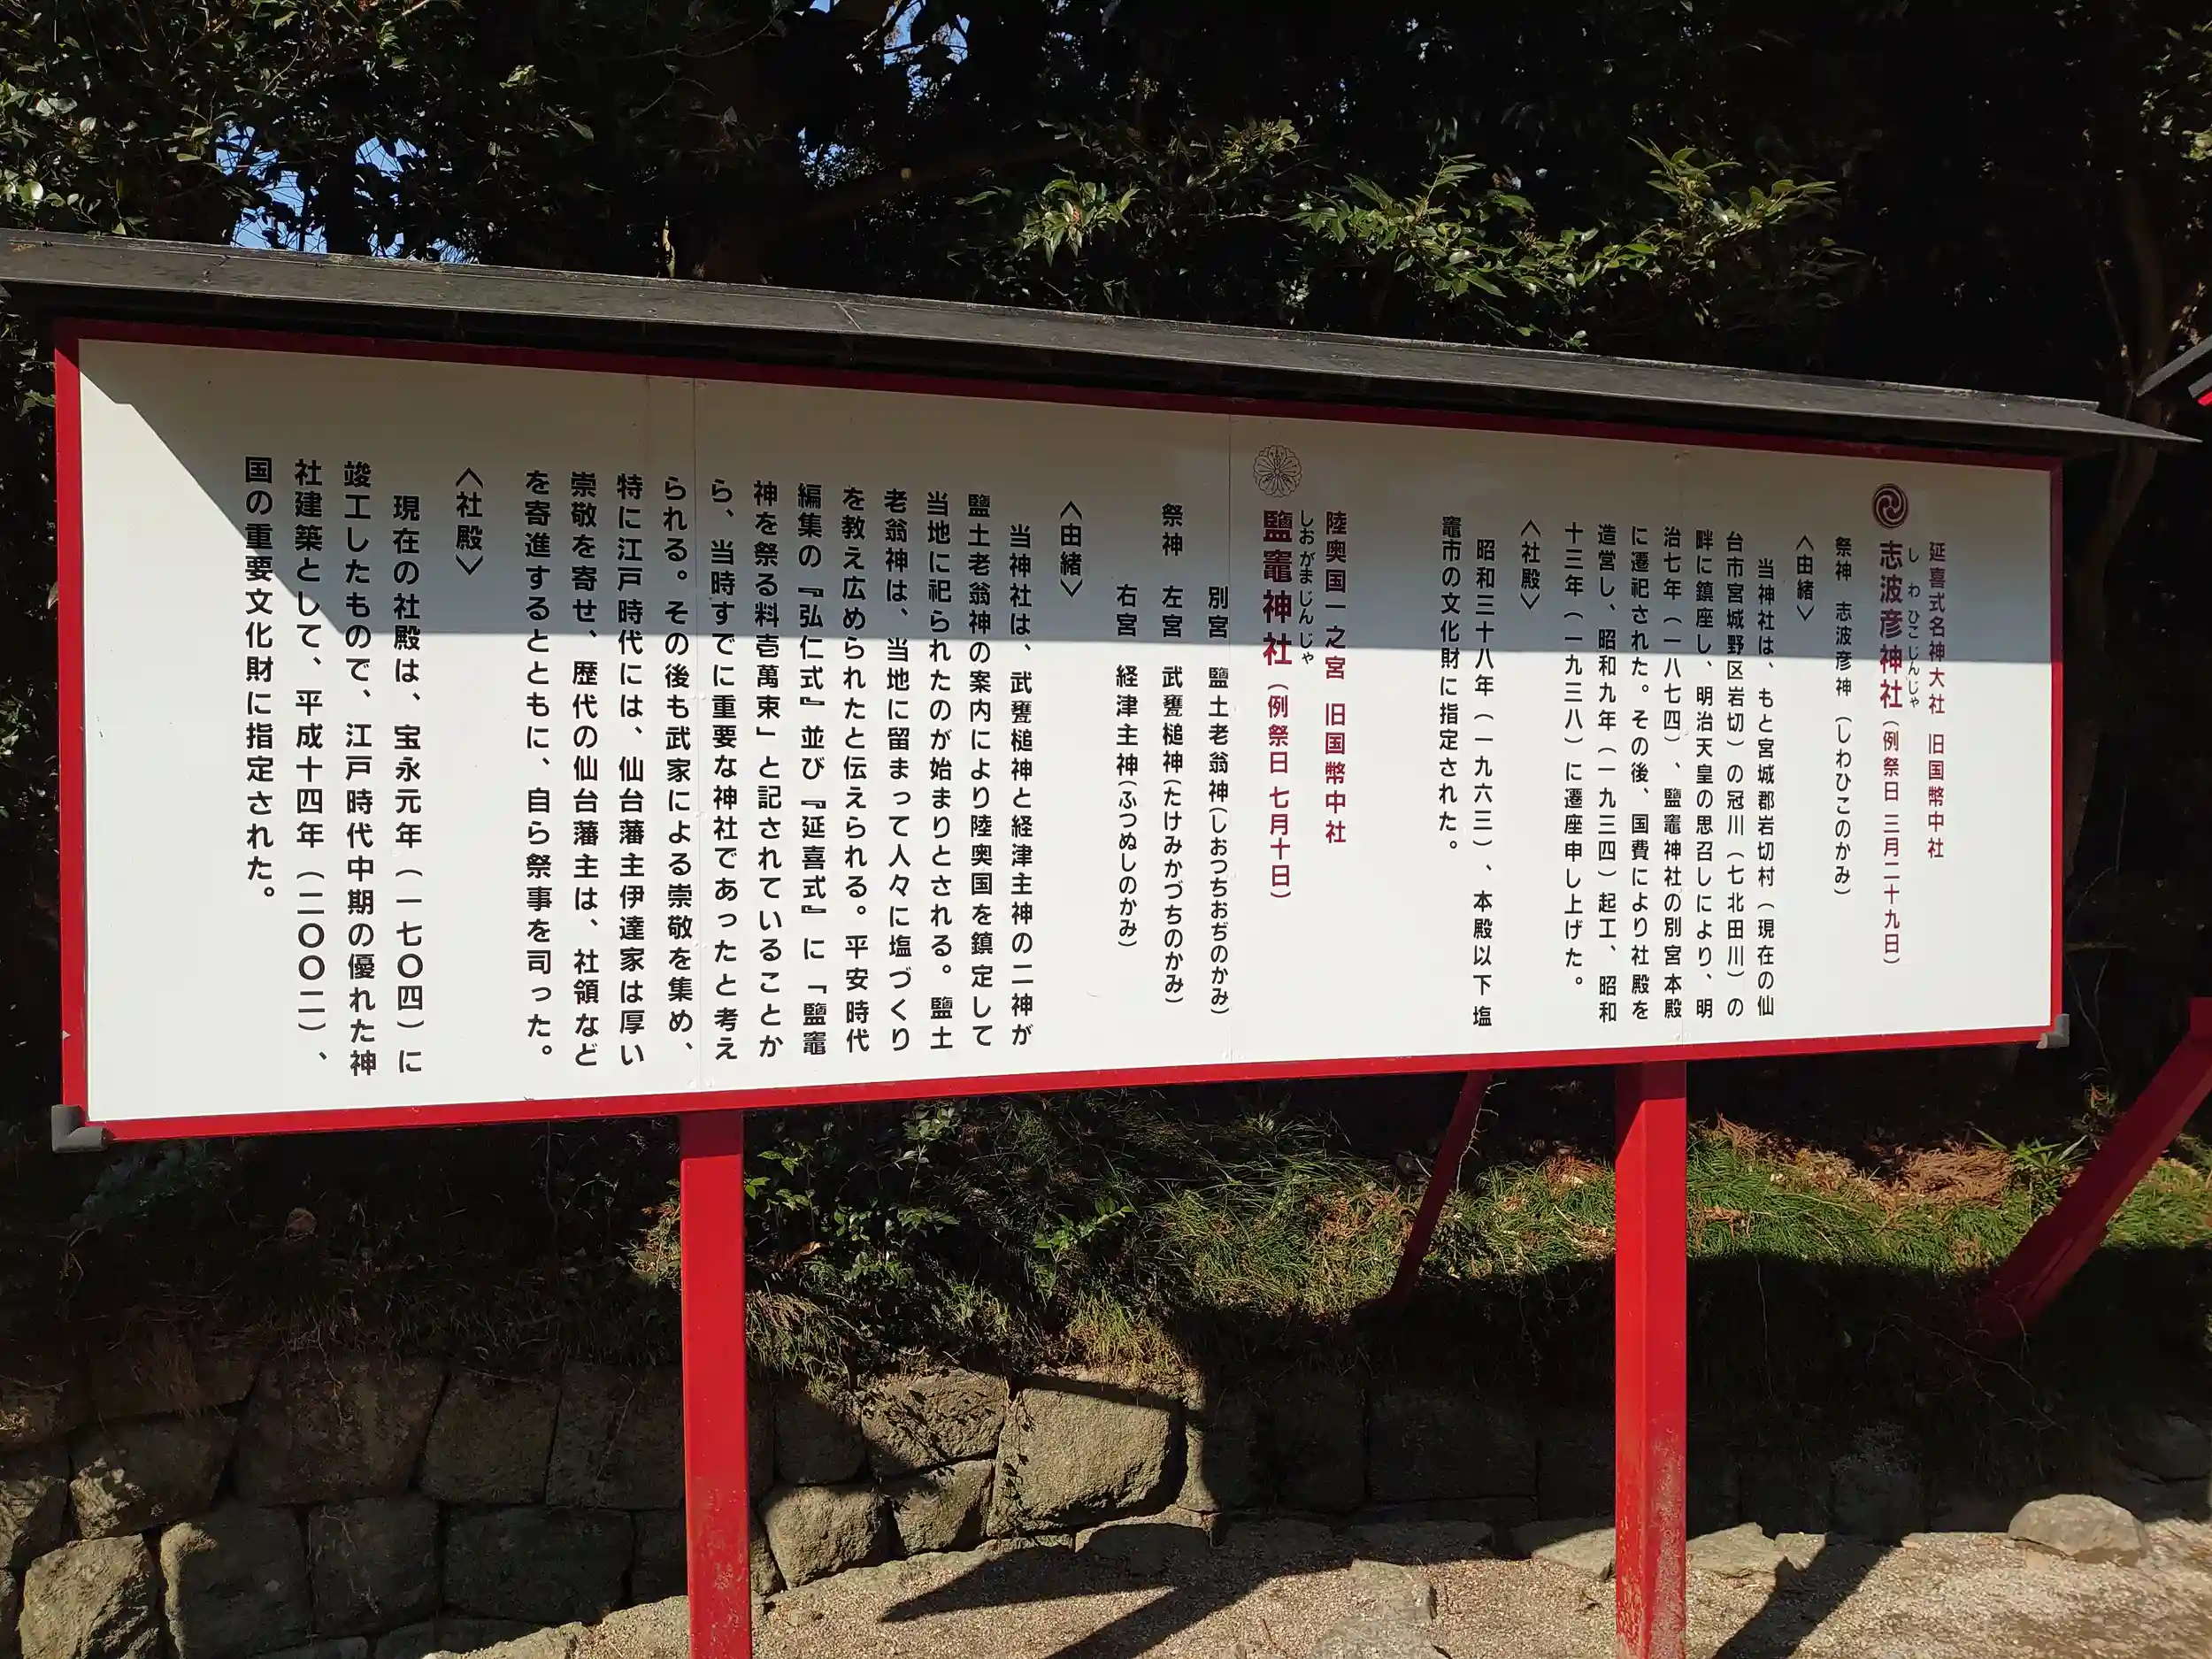 延喜式名神大社　旧国幣中社
しわひこじんじゃ
志波彦神社（例祭日 三月二十九日）
祭神　志波彦神　（しわひこのかみ）
〈由緒〉
当神社は、もと宮城郡岩切村（現在の仙
台市宮城野区岩切）の冠川（七北田川）の
畔に鎮座し、明治天皇の思召しにより、明
治七年（一八七四）、鹽竈神社の別宮本殿
に遷祀された。その後、国費により社殿を
造営し、昭和九年（一九三四）起工、昭和
十三年（一九三八）に遷座申し上げた。
〈社殿〉
昭和三十八年（一九六三）、本殿以下塩
竈市の文化財に指定された。
陸奥国一之宮　旧国幣中社
しおがまじんじゃ
鹽竈神社（例祭日 七月十日）
別宮　鹽土老翁神（しおつちおぢのかみ）
祭神　左宮　武甕槌神（たけみかづちのかみ）
右宮　経津主神（ふつぬしのかみ）
〈由緒〉
当神社は、武甕槌神と経津主神の二神が
鹽土老翁神の案内により陸奥国を鎮定して
当地に祀られたのが始まりとされる。鹽土
老翁神は、当地に留まって人々に塩づくり
を教え広められたと伝えられる。平安時代
編集の『弘仁式』並び『延喜式』に「鹽竈
神を祭る料壱萬束」と記されていることか
ら、当時すでに重要な神社であったと考え
られる。その後も武家による崇敬を集め、
特に江戸時代には、仙台藩主伊達家は厚い
崇敬を寄せ、歴代の仙台藩主は、社領など
を寄進するとともに、自ら祭事を司った。
〈社殿〉
現在の社殿は、宝永元年（一七〇四）に
竣工したもので、江戸時代中期の優れた神
社建築として、平成十四年（二〇〇二）、
国の重要文化財に指定された。